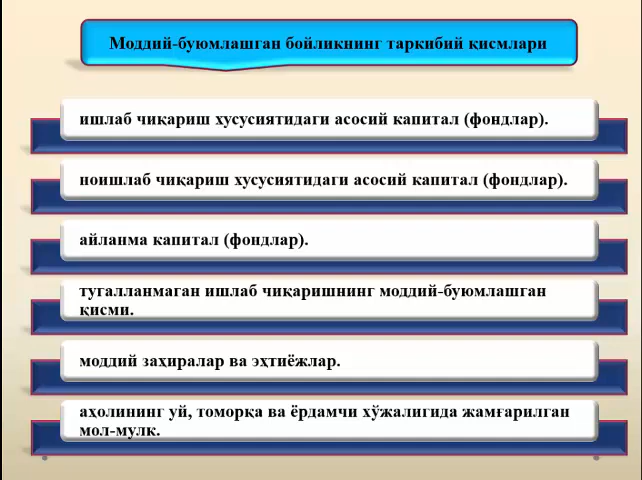 Моддий-буюмлашган бойликнинг таркибий қисмлари
ишлаб чиқариш хусусиятидаги асосий капитал (фондлар).
ноишлаб чиқариш хусусиятидаги асосий капитал (фондлар).
айланма капитал (фондлар).
тугалланмаган ишлаб чиқаришнинг моддий-буюмлашган
қисми.
моддий заҳиралар ва эҳтиёжлар.
аҳолининг уй, томорқа ва ёрдамчи хўжалигида жамғарилган
мол-мулк.